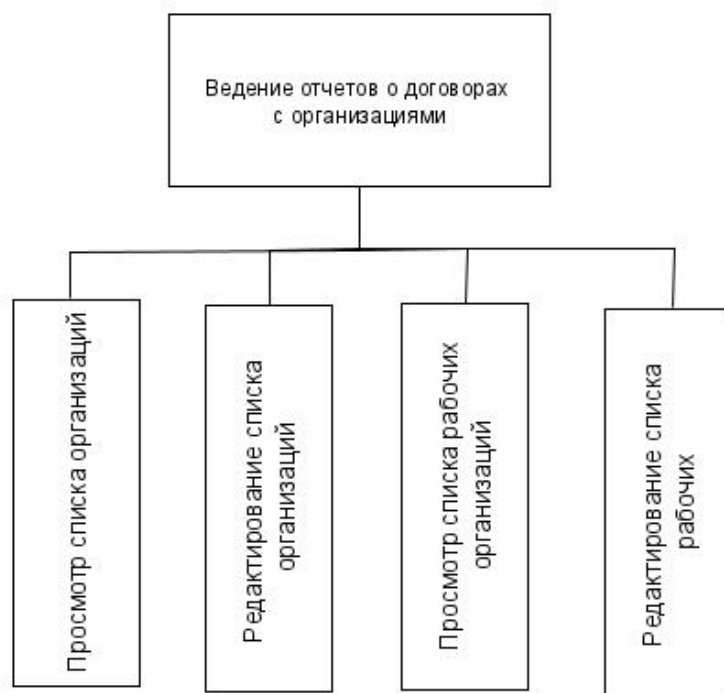 Ведение отчетов о договорах
с организациями
Просмотр списка организаций
Редактирование списка
организаций
Просмотр списка рабочих
организаций
Редактирование списка
рабочих